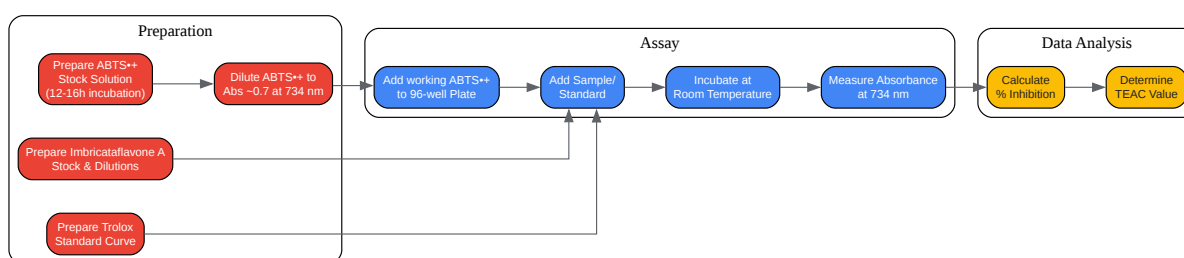 Preparation
Prepare ABTS•+
Stock Solution
(12-16h incubation)
Dilute ABTS•+ to
Abs ~0.7 at 734 nm
Prepare Imbricataflavone A
Stock & Dilutions
Prepare Trolox
Standard Curve
Assay
Add working ABTS•+
to 96-well Plate
Add Sample/
Standard
Incubate at
Room Temperature
Measure Absorbance
at 734 nm
Data Analysis
Calculate
% Inhibition
Determine
TEAC Value